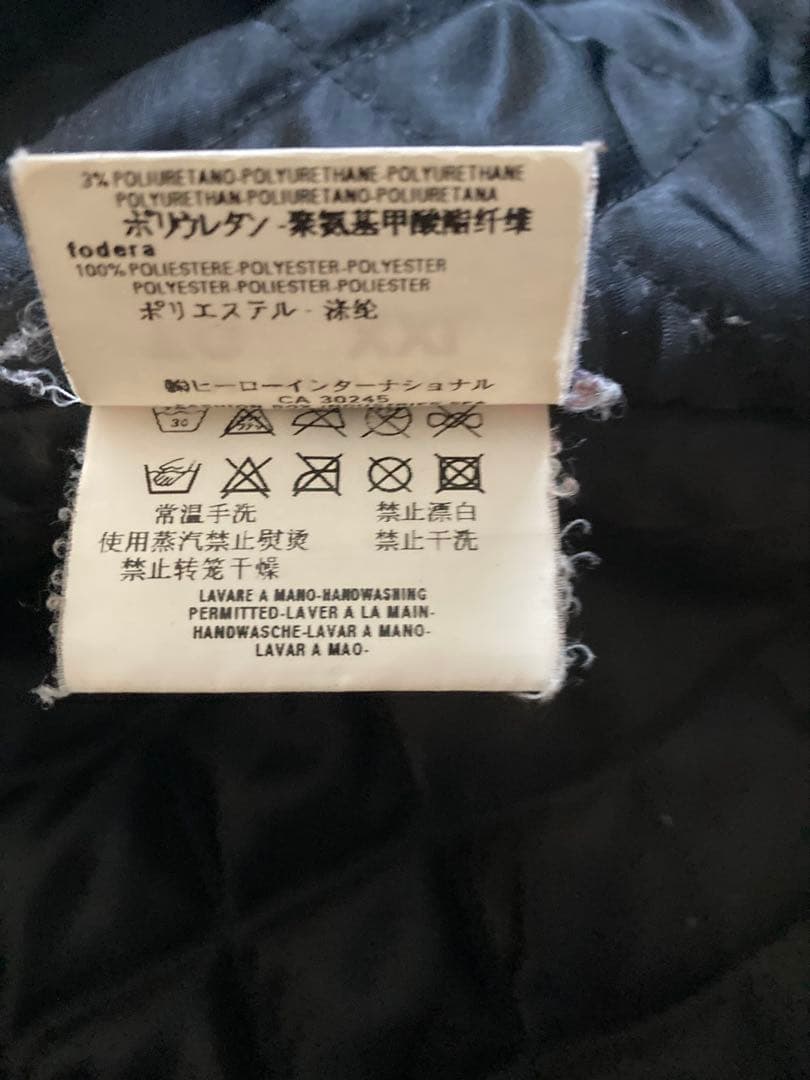 3% POLIURETANO-POLYURETHANE-POLYURETHANE
POLYURETHAN-POLIURETANO-POLIURETANA
ポリウレタン-聚氨基甲酸酯纤维
fodera
100% POLIESTERE-POLYESTER-POLYESTER
POLYESTER-POLIESTER-POLIESTER
ポリエステル - 涤纶
㈱ヒーローインターナショナル
CA 30245
30
常温手洗 禁止漂白
使用蒸汽禁止熨烫 禁止干洗
禁止转笼干燥
LAVARE A MANO-HANDWASHING
PERMITTED-LAVER A LA MAIN-
HANDWASCHE-LAVAR A MANO-
LAVAR A MAO-